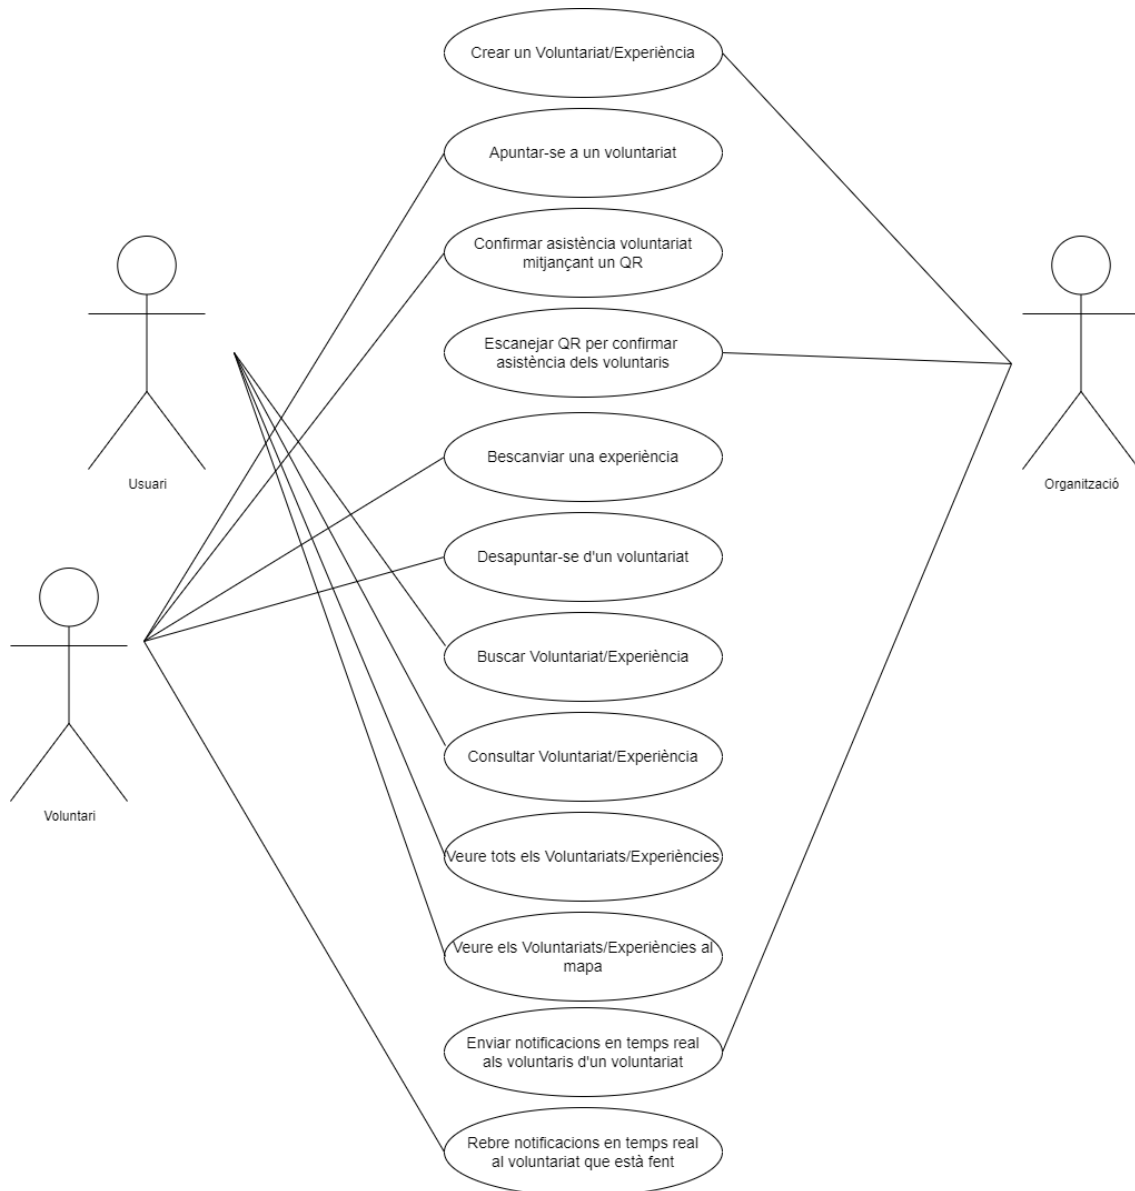 Crear un Voluntariat/Experiència
Apuntar-se a un voluntariat
Confirmar asistència voluntariat
mitjançant un QR
Escanejar QR per confirmar
asistència dels voluntaris
Bescanviar una experiència
Usuari
Organització
Desapuntar-se d'un voluntariat
Buscar Voluntariat/Experiència
Consultar Voluntariat/Experiència
Voluntari
Veure tots els Voluntariats/Experiències
Veure els Voluntariats/Experiències al
mapa
Enviar notificacions en temps real
als voluntaris d'un voluntariat
Rebre notificacions en temps real
al voluntariat que està fent